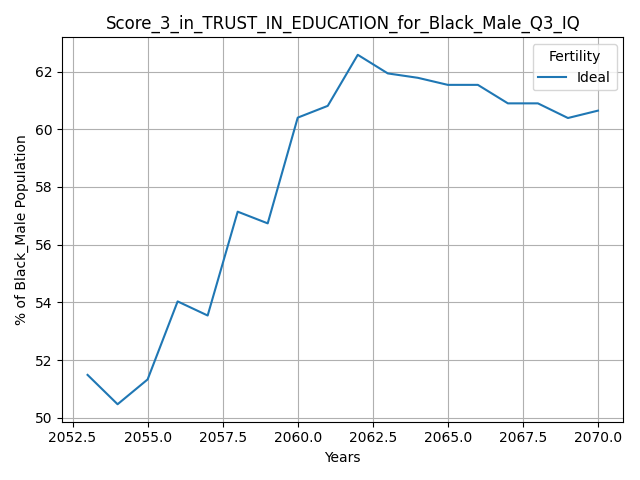 Score_3_in_TRUST_IN_EDUCATION_for_Black_Male_Q3_IQ
Fertility
Ideal
% of Black_Male Population
62
60
58
56
54
52
50
2052.5 2055.0 2057.5 2060.0 2062.5 2065.0 2067.5 2070.0
Years